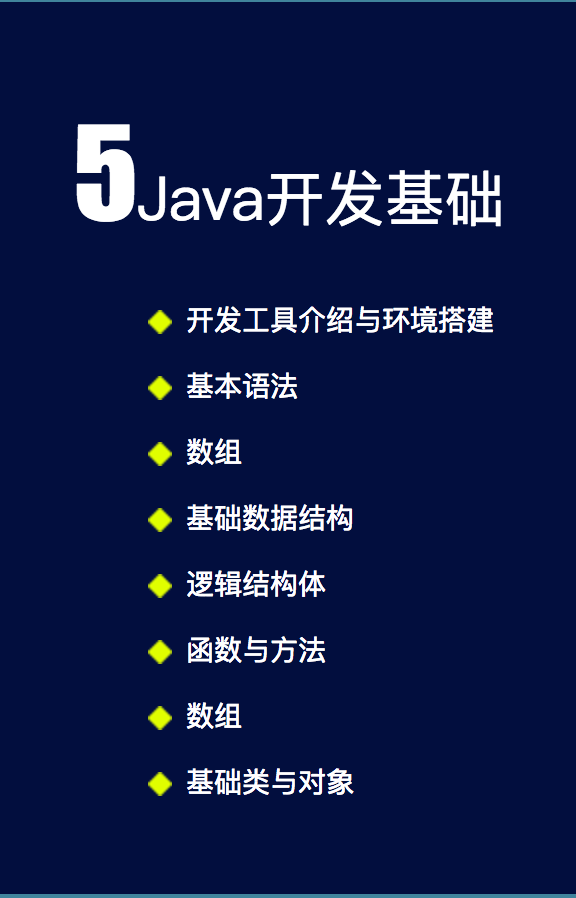 5Java开发基础
开发工具介绍与环境搭建
基本语法
数组
基础数据结构
逻辑结构体
函数与方法
数组
基础类与对象